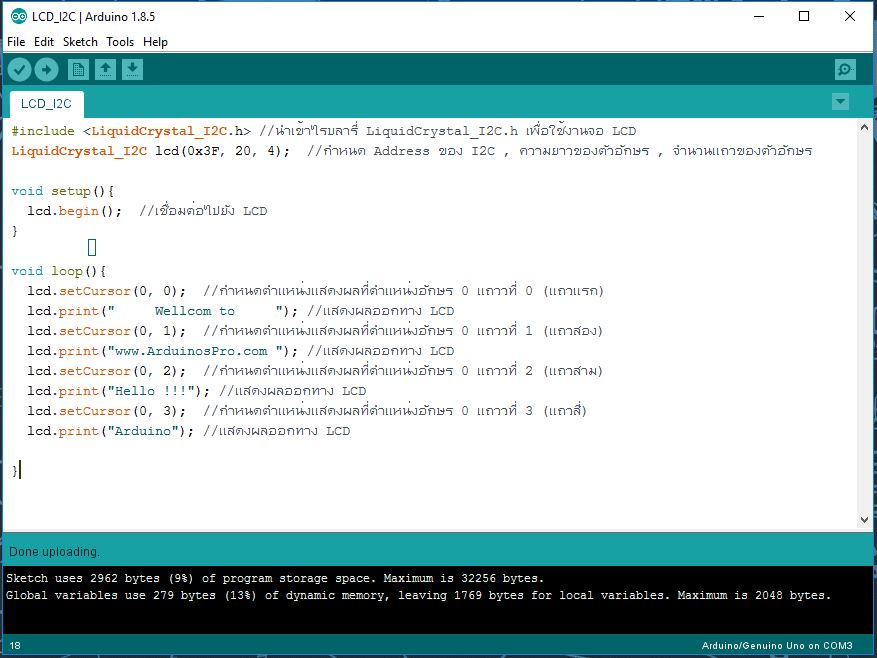 LCD_I2C | Arduino 1.8.5
File Edit Sketch Tools Help
LCD_I2C
#include <LiquidCrystal_I2C.h> //นำเข้าไรบลารี่ LiquidCrystal_I2C.h เพื่อใช้งานจอ LCD
LiquidCrystal_I2C lcd(0x3F, 20, 4);  //กำหนด Address ของ I2C , ความยาวของตัวอักษร , จำนวนแถวของตัวอักษร
void setup(){
  lcd.begin();  //เชื่อมต่อไปยัง LCD
}
void loop(){
  lcd.setCursor(0, 0);  //กำหนดตำแหน่งแสดงผลที่ตำแหน่งอักษร 0 แถวที่ 0 (แถวแรก)
  lcd.print("     Wellcom to     "); //แสดงผลออกทาง LCD
  lcd.setCursor(0, 1);  //กำหนดตำแหน่งแสดงผลที่ตำแหน่งอักษร 0 แถวที่ 1 (แถวสอง)
  lcd.print("www.ArduinosPro.com "); //แสดงผลออกทาง LCD
  lcd.setCursor(0, 2);  //กำหนดตำแหน่งแสดงผลที่ตำแหน่งอักษร 0 แถวที่ 2 (แถวสาม)
  lcd.print("Hello !!!"); //แสดงผลออกทาง LCD
  lcd.setCursor(0, 3);  //กำหนดตำแหน่งแสดงผลที่ตำแหน่งอักษร 0 แถวที่ 3 (แถวสี่)
  lcd.print("Arduino"); //แสดงผลออกทาง LCD
}
Done uploading.
Sketch uses 2962 bytes (9%) of program storage space. Maximum is 32256 bytes.
Global variables use 279 bytes (13%) of dynamic memory, leaving 1769 bytes for local variables. Maximum is 2048 bytes.
18 Arduino/Genuino Uno on COM3